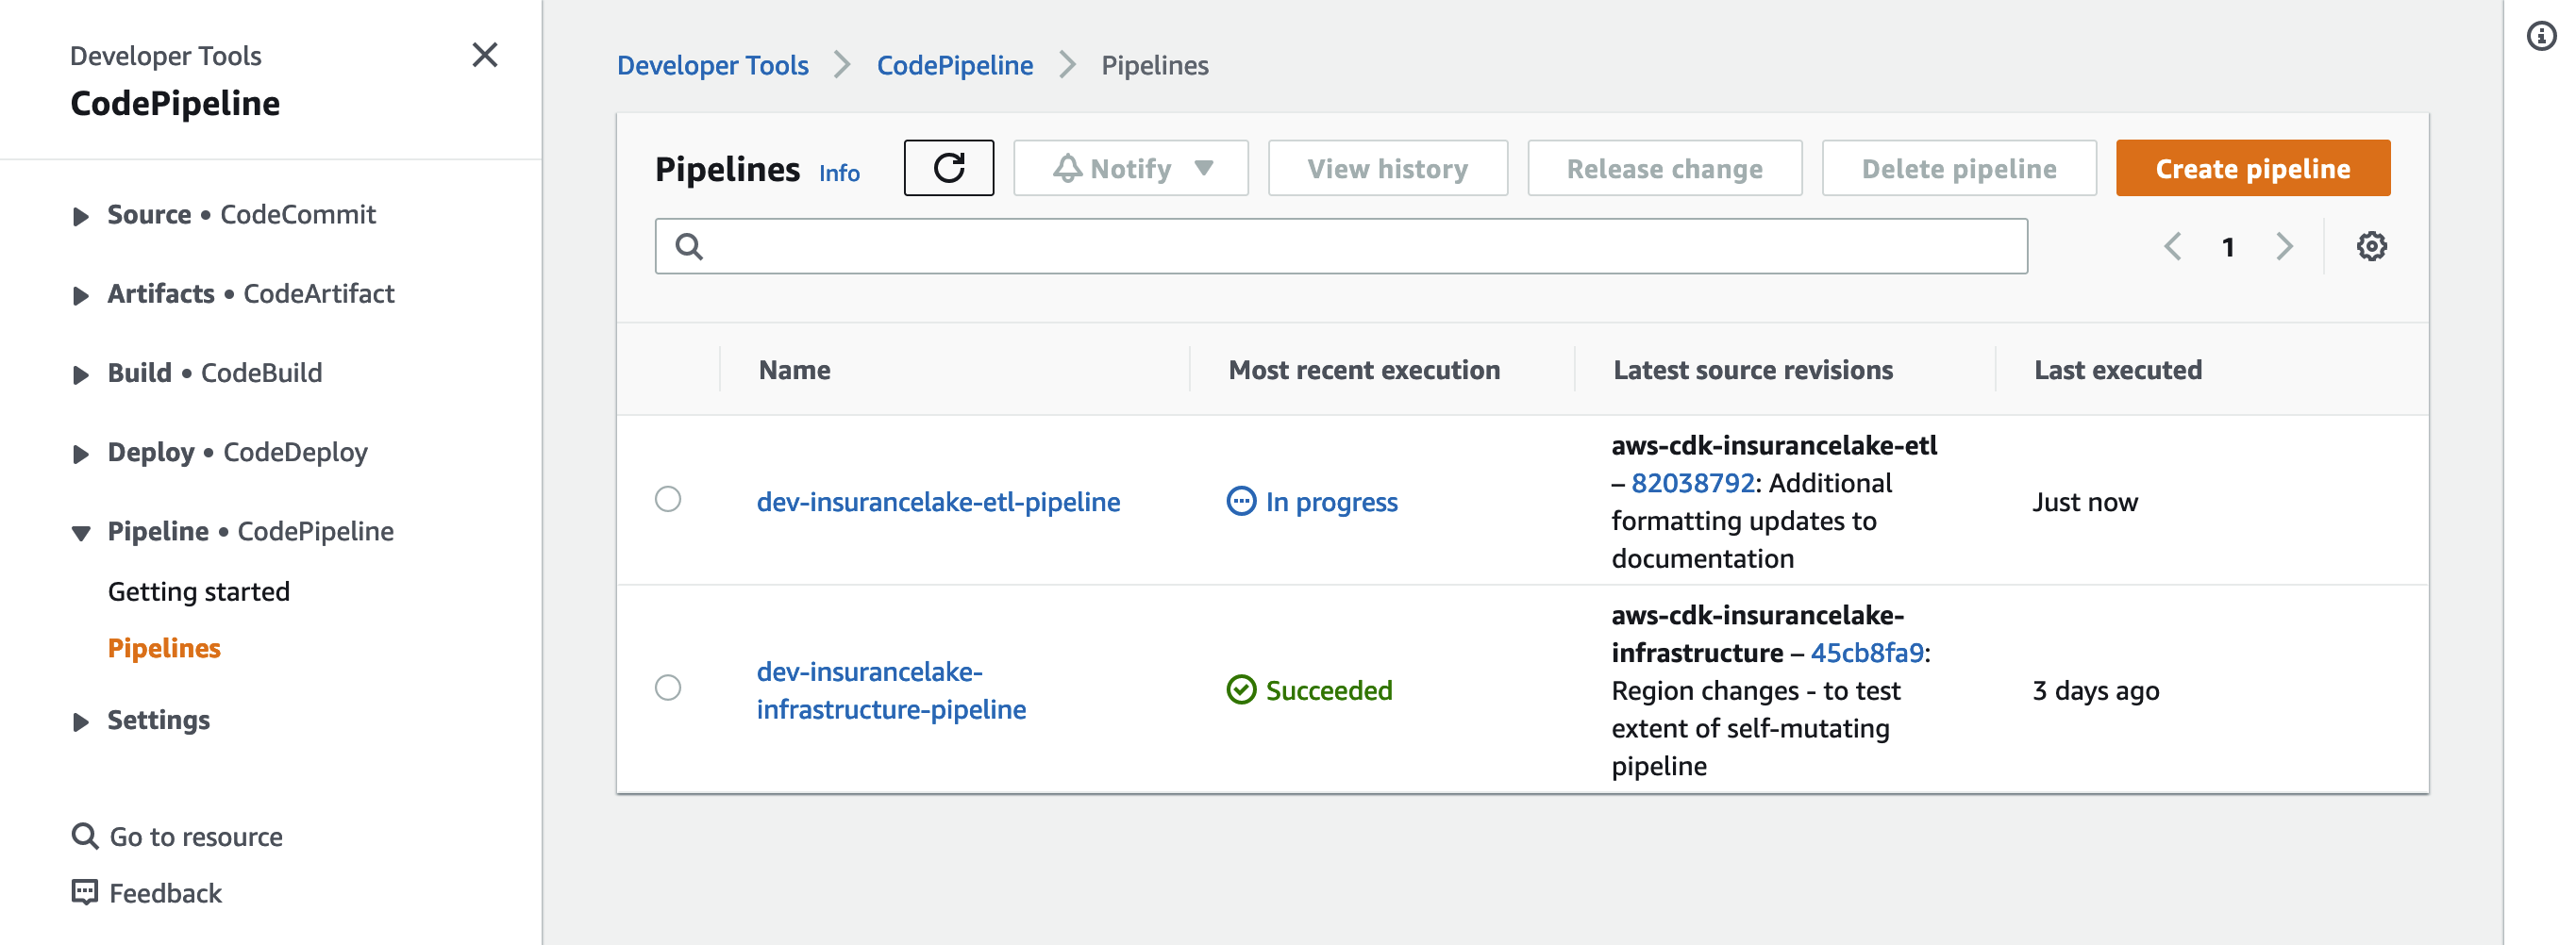 Developer Tools
CodePipeline
Source • CodeCommit
Artifacts • CodeArtifact
Build • CodeBuild
Deploy • CodeDeploy
Pipeline • CodePipeline
Getting started
Pipelines
Settings
Go to resource
Feedback
Developer Tools > CodePipeline > Pipelines
Pipelines Info Notify View history Release change Delete pipeline Create pipeline
1
Name Most recent execution Latest source revisions Last executed
dev-insurancelake-etl-pipeline
In progress
aws-cdk-insurancelake-etl
– 82038792: Additional
formatting updates to
documentation
Just now
dev-insurancelake-
infrastructure-pipeline
Succeeded
aws-cdk-insurancelake-
infrastructure – 45cb8fa9:
Region changes - to test
extent of self-mutating
pipeline
3 days ago